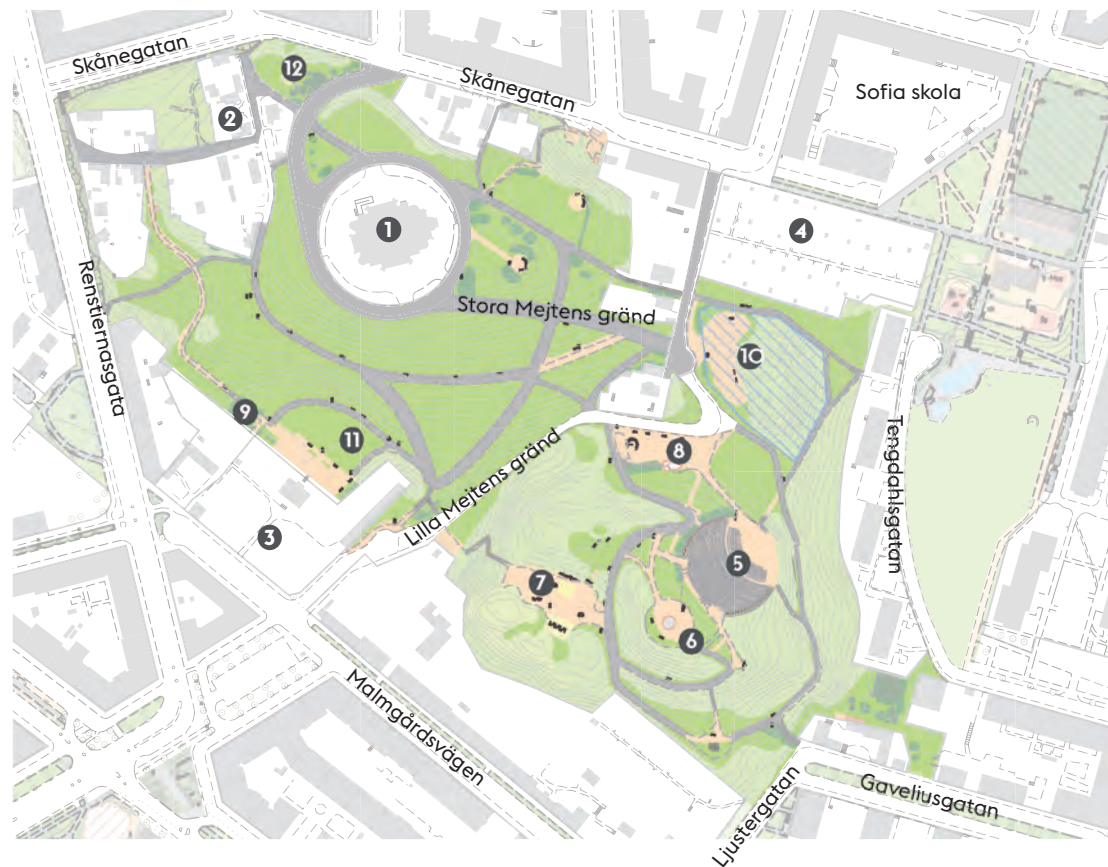 Skånegatan
12
Skånegatan
Sofia skola
2
1
4
Renstiernasgata
Stora Mejtens gränd
10
9
11
8
Tengdahlsgatan
Lilla Mejtens gränd
3
5
7
6
Malmgårdsvägen
Gaveliusgatan
Ljustergatan